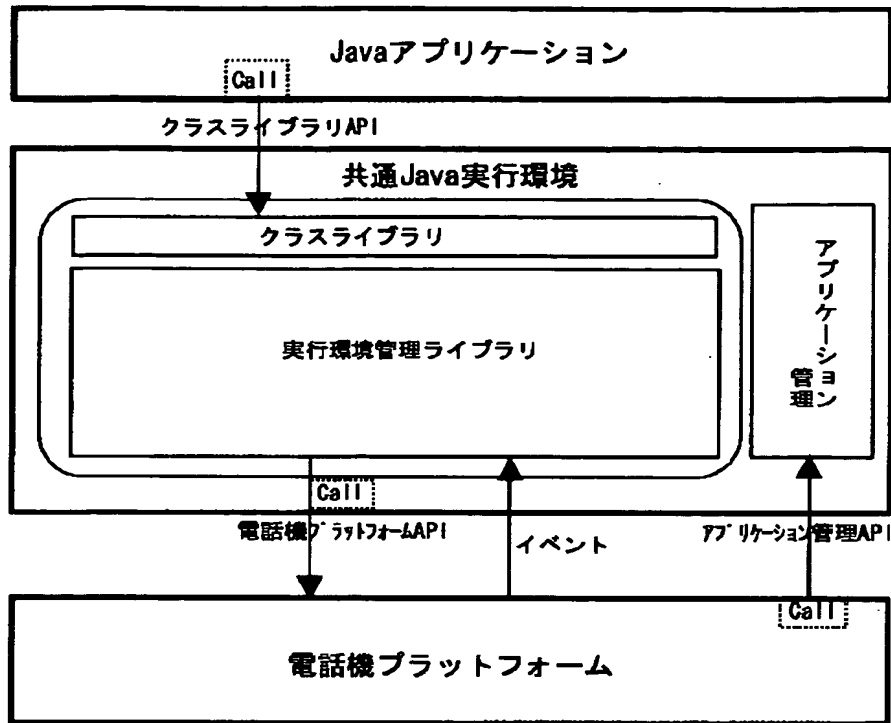 Javaアプリケーション
Call
クラスライブラリAPI
共通Java実行環境
クラスライブラリ
実行環境管理ライブラリ
アプリケーション
管理
Call
電話機プラットフォームAPI
イベント
アプリケーション管理API
Call
電話機プラットフォーム